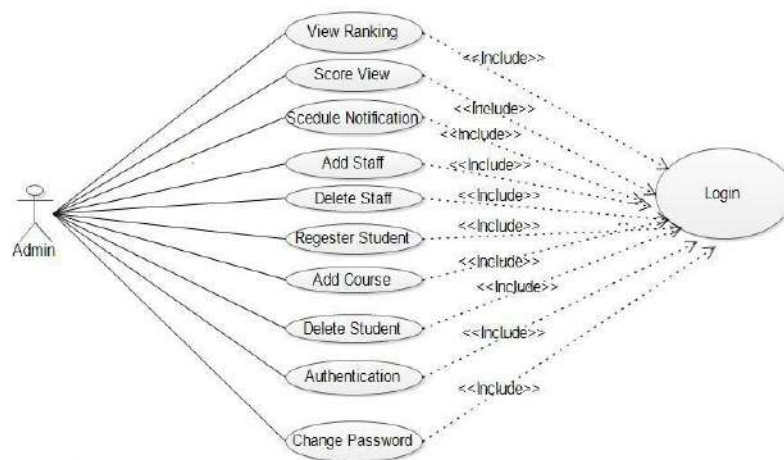 View Ranking
<<Include>>
Score View
<<Include>>
Scedule Notification
<<Include>>
Add Staff
<<Include>>
Delete Staff
<<Include>>
Login
Regester Student
<<Include>>
Admin
Add Course
<<Include>>
<<Include>>
Delete Student
<<Include>>
Authentication
<<Include>>
Change Password